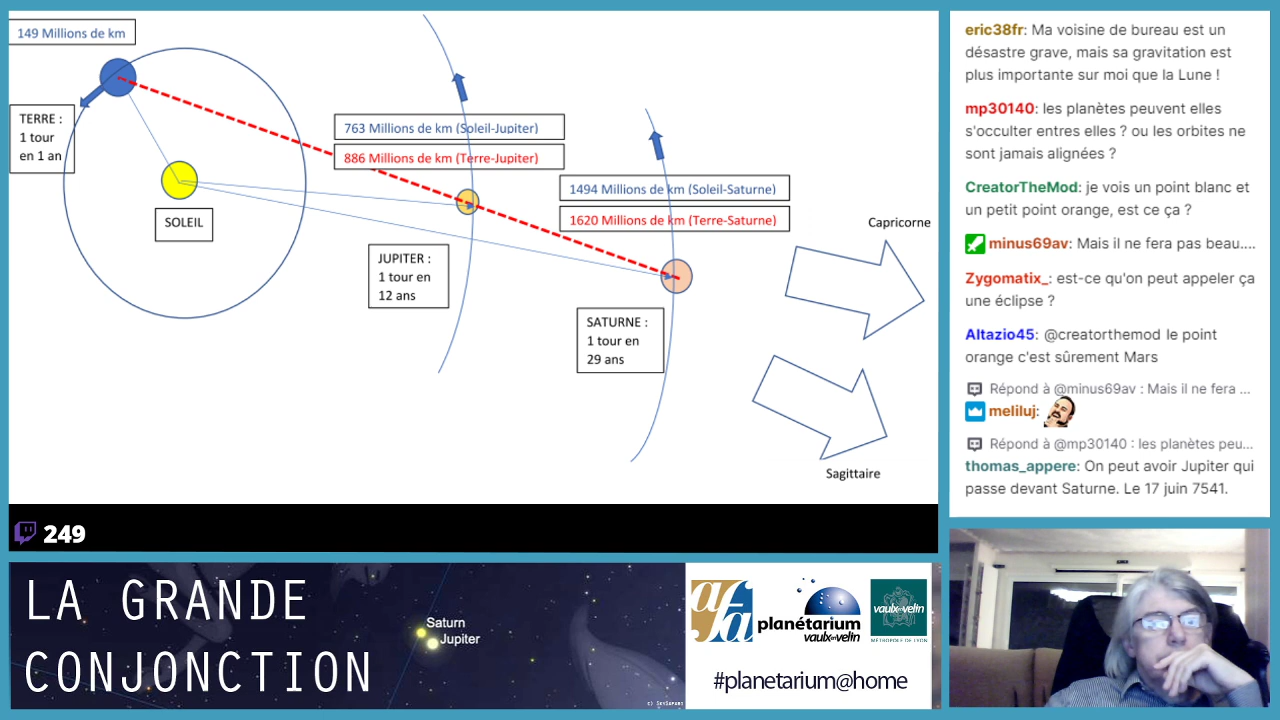 149 Millions de km
TERRE :
1 tour
en 1 an
SOLEIL
763 Millions de km (Soleil-Jupiter)
886 Millions de km (Terre-Jupiter)
JUPITER :
1 tour en
12 ans
1494 Millions de km (Soleil-Saturne)
1620 Millions de km (Terre-Saturne)
SATURNE :
1 tour en
29 ans
Capricorne
Sagittaire
249
LA GRANDE
CONJONCTION
Saturn
Jupiter
afa
planétarium
vaulxenvelin
vaulxenvelin
MÉTROPOLE DE LYON
#planetarium@home
eric38fr: Ma voisine de bureau est un
désastre grave, mais sa gravitation est
plus importante sur moi que la Lune !
mp30140: les planètes peuvent elles
s'occulter entres elles ? ou les orbites ne
sont jamais alignées ?
CreatorTheMod: je vois un point blanc et
un petit point orange, est ce ça ?
minus69av: Mais il ne fera pas beau....
Zygomatix_: est-ce qu'on peut appeler ça
une éclipse ?
Altazio45: @creatorthemod le point
orange c'est sûrement Mars
Répond à @minus69av : Mais il ne fera ...
meliluj:
Répond à @mp30140 : les planètes peu...
thomas_appere: On peut avoir Jupiter qui
passe devant Saturne. Le 17 juin 7541.